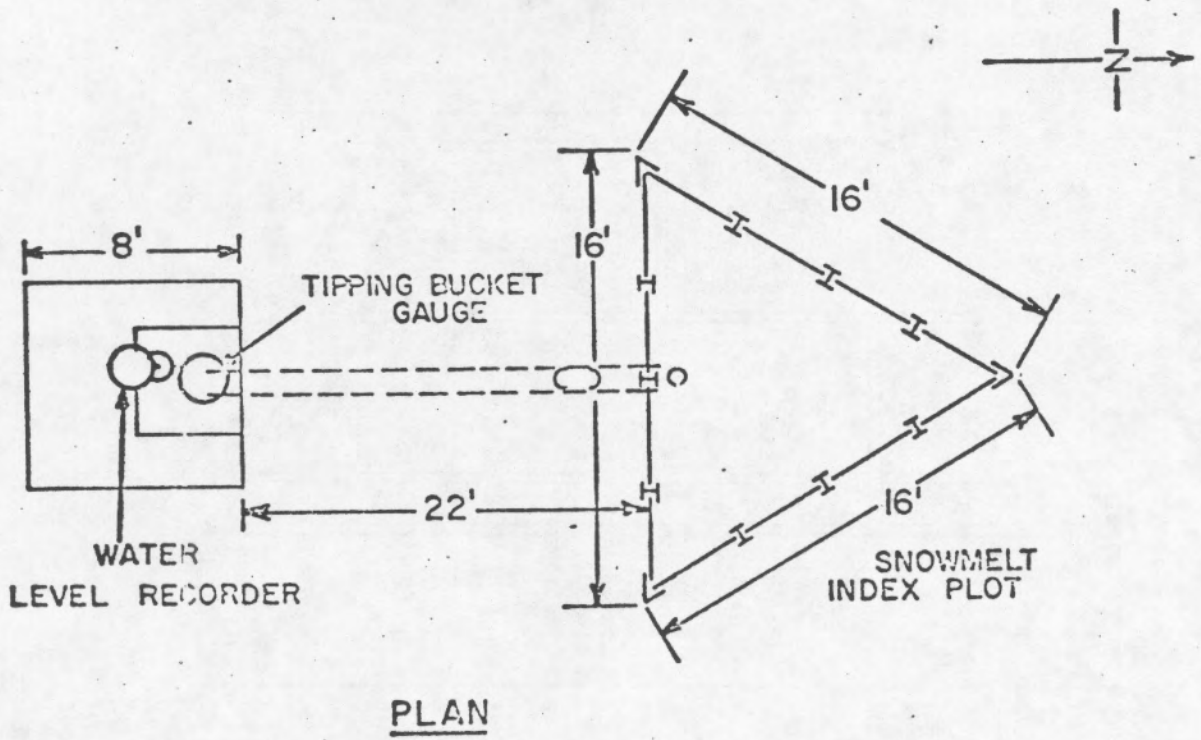 N
16'
8'
16'
TIPPING BUCKET
GAUGE
22'
16'
WATER
LEVEL RECORDER
SNOWMELT
INDEX PLOT
PLAN